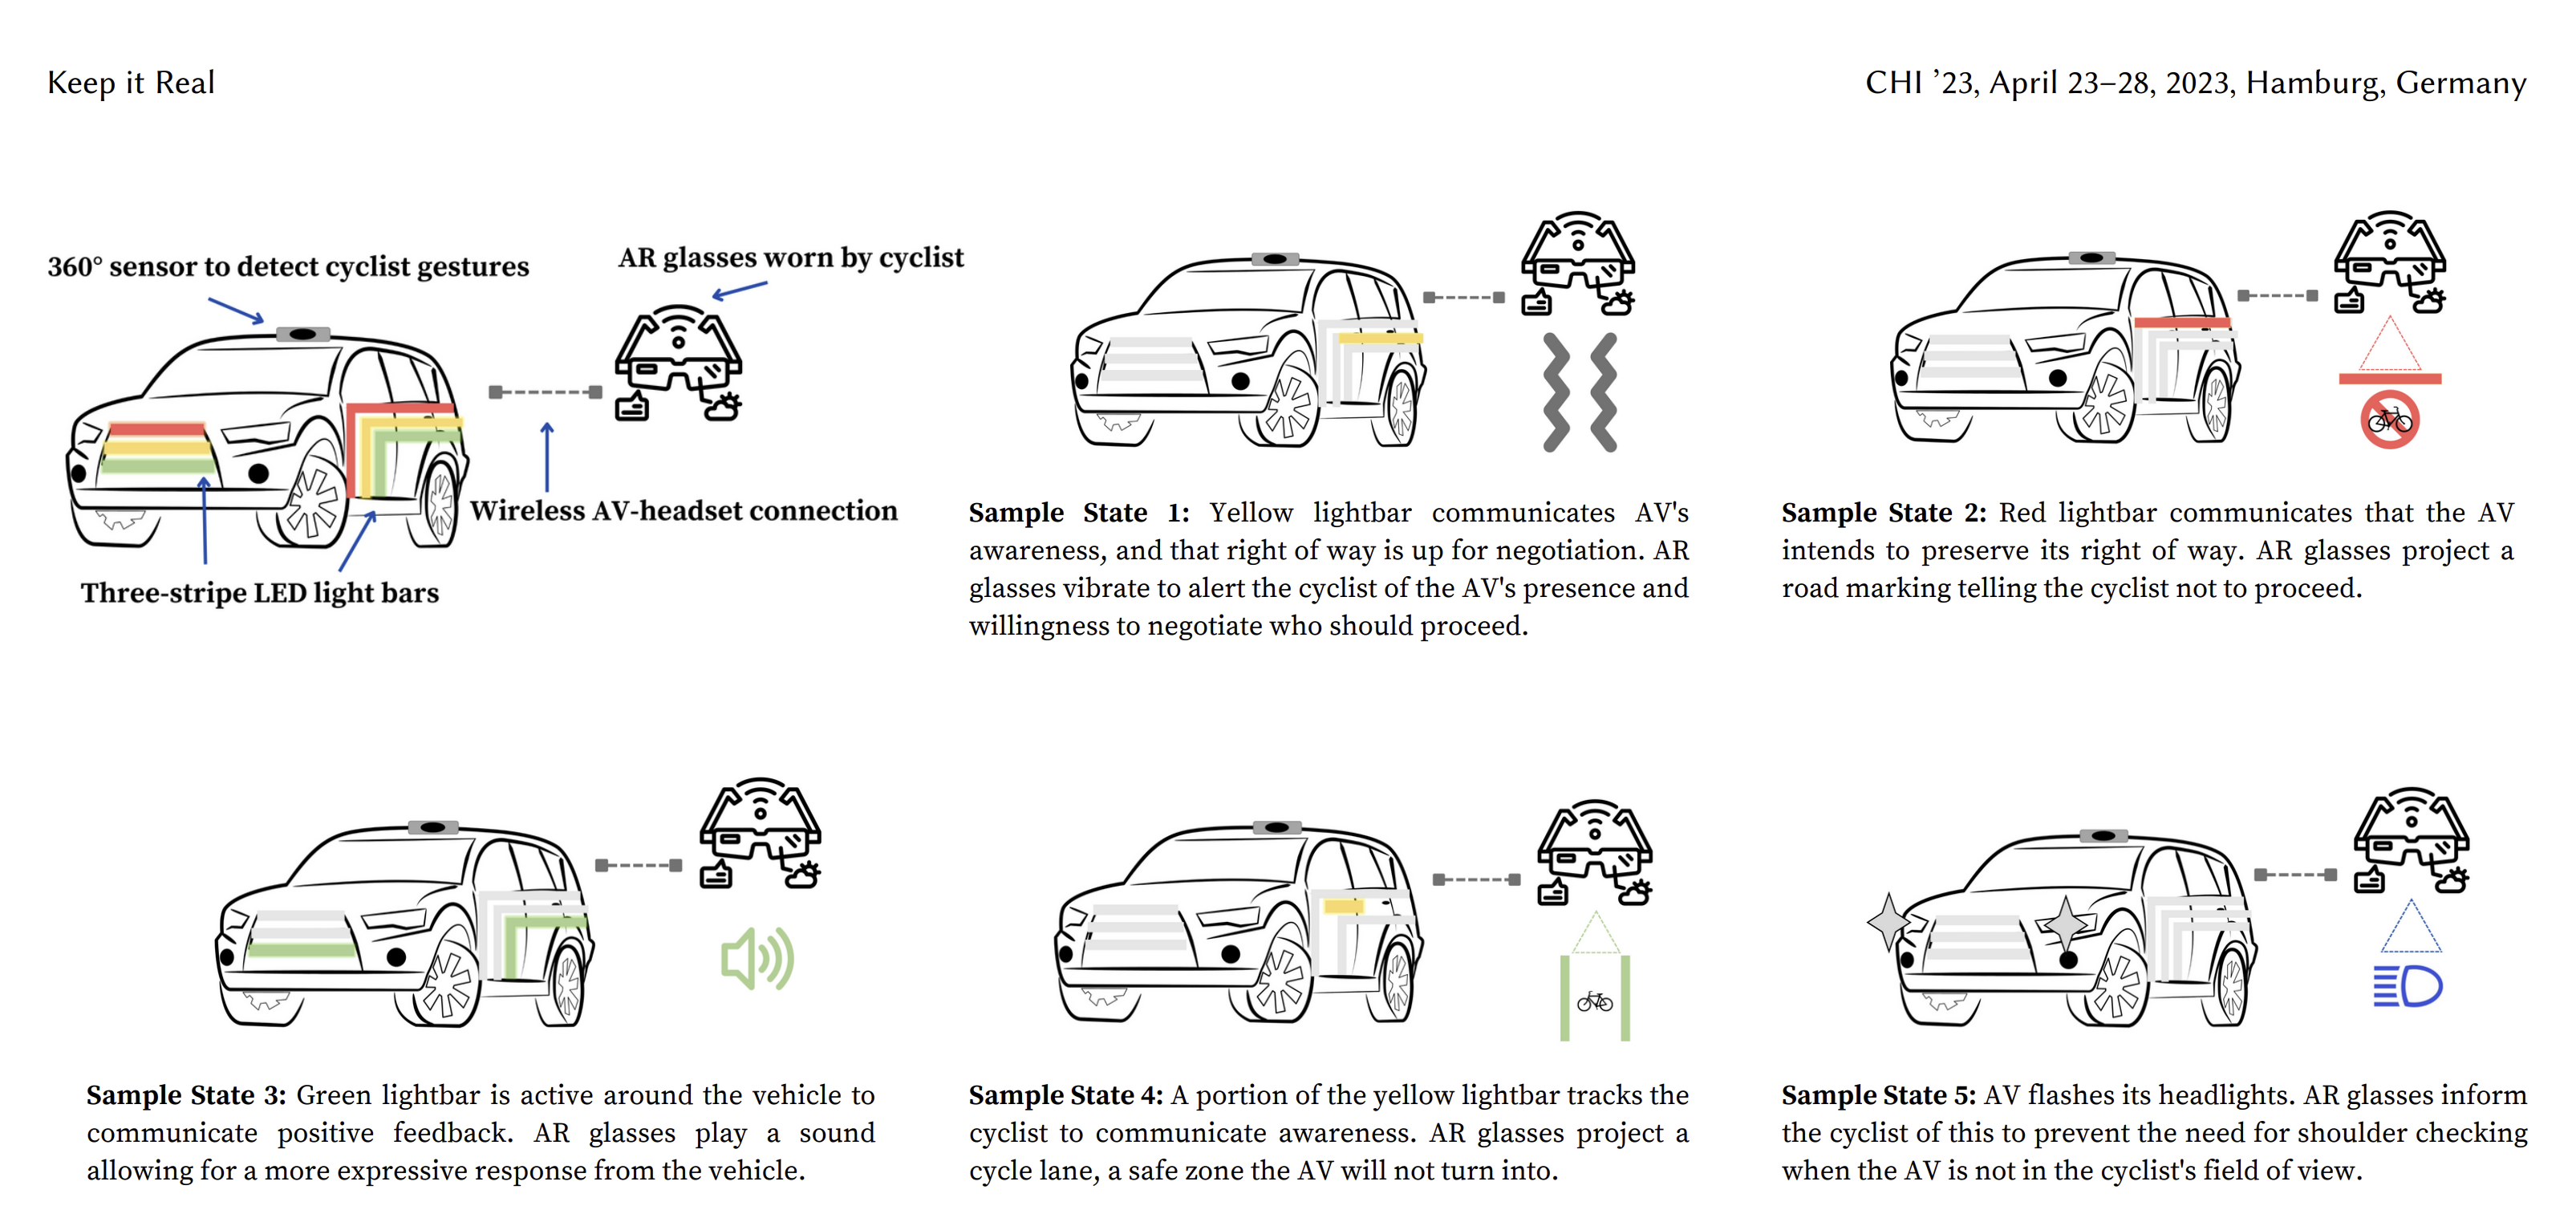 Keep it Real
CHI ’23, April 23–28, 2023, Hamburg, Germany
360° sensor to detect cyclist gestures
AR glasses worn by cyclist
Wireless AV-headset connection
Three-stripe LED light bars
Sample State 1: Yellow lightbar communicates AV's
awareness, and that right of way is up for negotiation. AR
glasses vibrate to alert the cyclist of the AV's presence and
willingness to negotiate who should proceed.
Sample State 2: Red lightbar communicates that the AV
intends to preserve its right of way. AR glasses project a
road marking telling the cyclist not to proceed.
Sample State 3: Green lightbar is active around the vehicle to
communicate positive feedback. AR glasses play a sound
allowing for a more expressive response from the vehicle.
Sample State 4: A portion of the yellow lightbar tracks the
cyclist to communicate awareness. AR glasses project a
cycle lane, a safe zone the AV will not turn into.
Sample State 5: AV flashes its headlights. AR glasses inform
the cyclist of this to prevent the need for shoulder checking
when the AV is not in the cyclist's field of view.